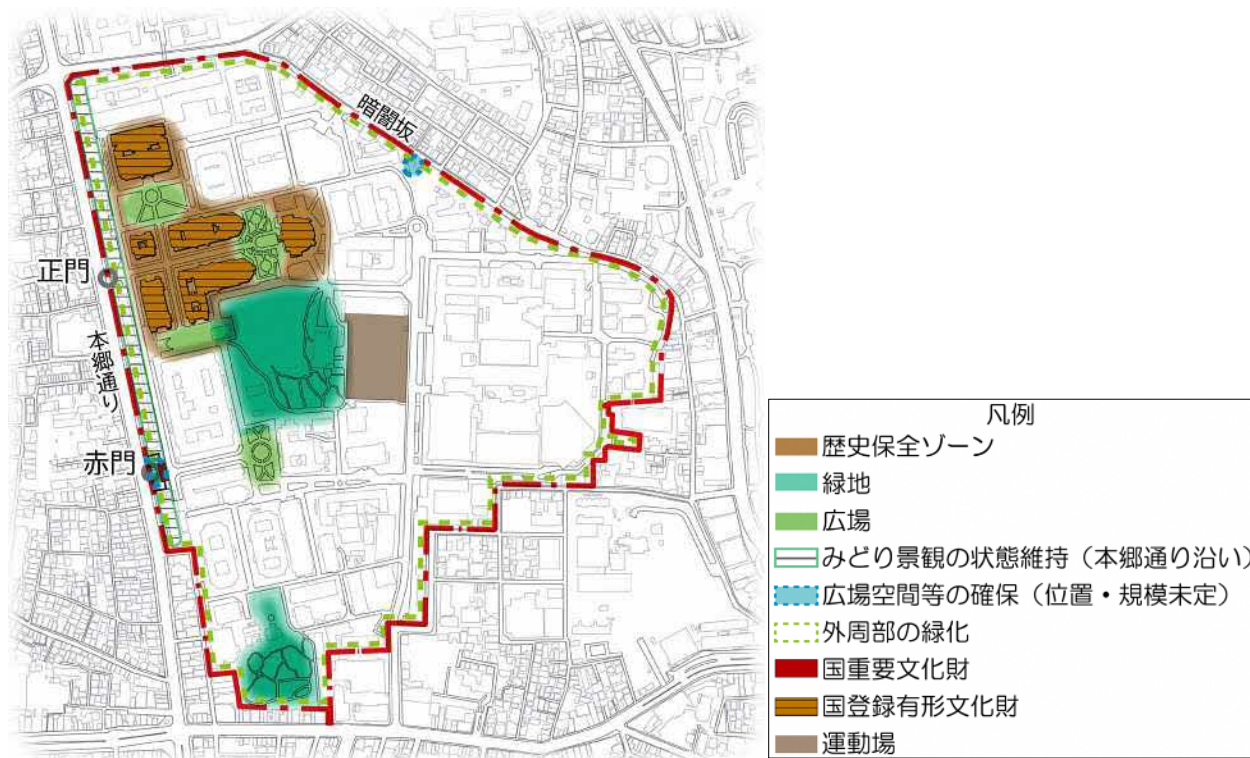 暗闇坂
正門
本郷通り
赤門
凡例
歴史保全ゾーン
緑地
広場
みどり景観の状態維持（本郷通り沿い）
広場空間等の確保（位置・規模未定）
外周部の緑化
国重要文化財
国登録有形文化財
運動場